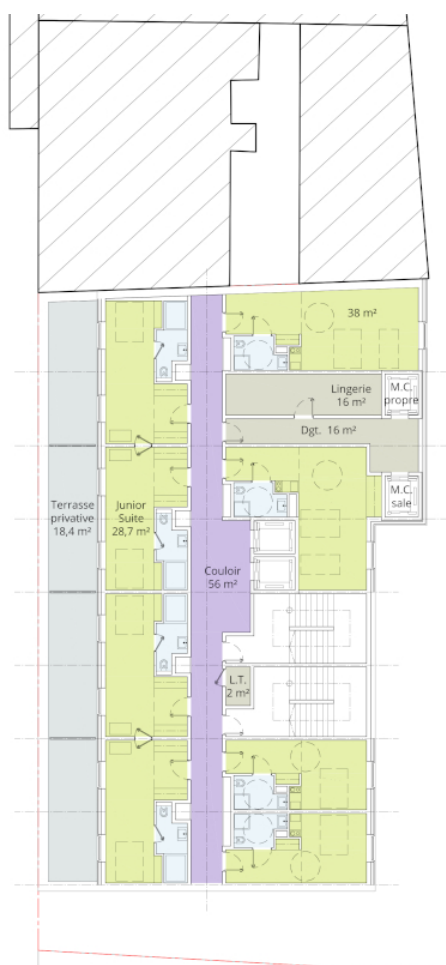 38 m²
Lingerie
16 m²
M.C.
propre
Dgt. 16 m²
M.C.
sale
Terrasse
privative
18,4 m²
Junior
Suite
28,7 m²
Couloir
56 m²
L.T.
2 m²